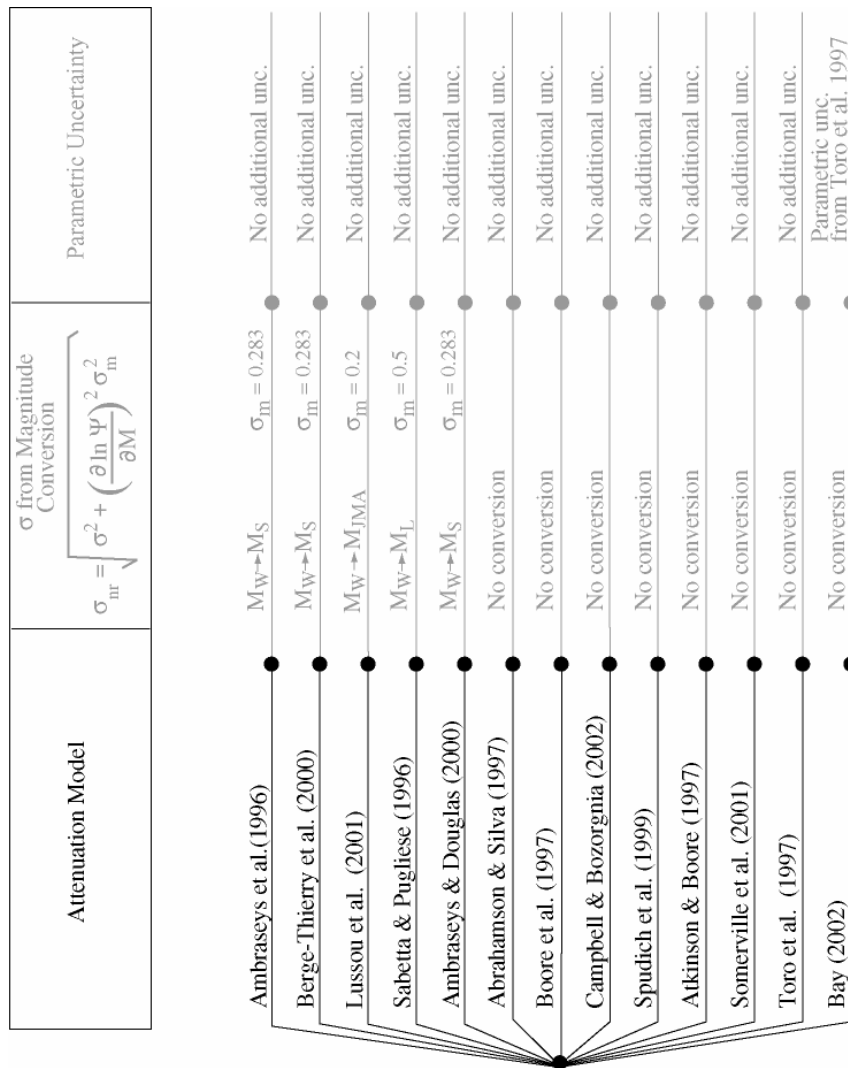 Attenuation Model
σ from Magnitude
Conversion
σnr = √(σ² + (∂ln Ψ / ∂M)² σm²)
Parametric Uncertainty
Ambraseys et al.(1996)
MW→MS
σm = 0.283
No additional unc.
Berge-Thierry et al. (2000)
MW→MS
σm = 0.283
No additional unc.
Lussou et al. (2001)
MW→MJMA
σm = 0.2
No additional unc.
Sabetta & Pugliese (1996)
MW→ML
σm = 0.5
No additional unc.
Ambraseys & Douglas (2000)
MW→MS
σm = 0.283
No additional unc.
Abrahamson & Silva (1997)
No conversion
No additional unc.
Boore et al. (1997)
No conversion
No additional unc.
Campbell & Bozorgnia (2002)
No conversion
No additional unc.
Spudich et al. (1999)
No conversion
No additional unc.
Atkinson & Boore (1997)
No conversion
No additional unc.
Somerville et al. (2001)
No conversion
No additional unc.
Toro et al. (1997)
No conversion
No additional unc.
Bay (2002)
No conversion
Parametric unc.
from Toro et al. 1997